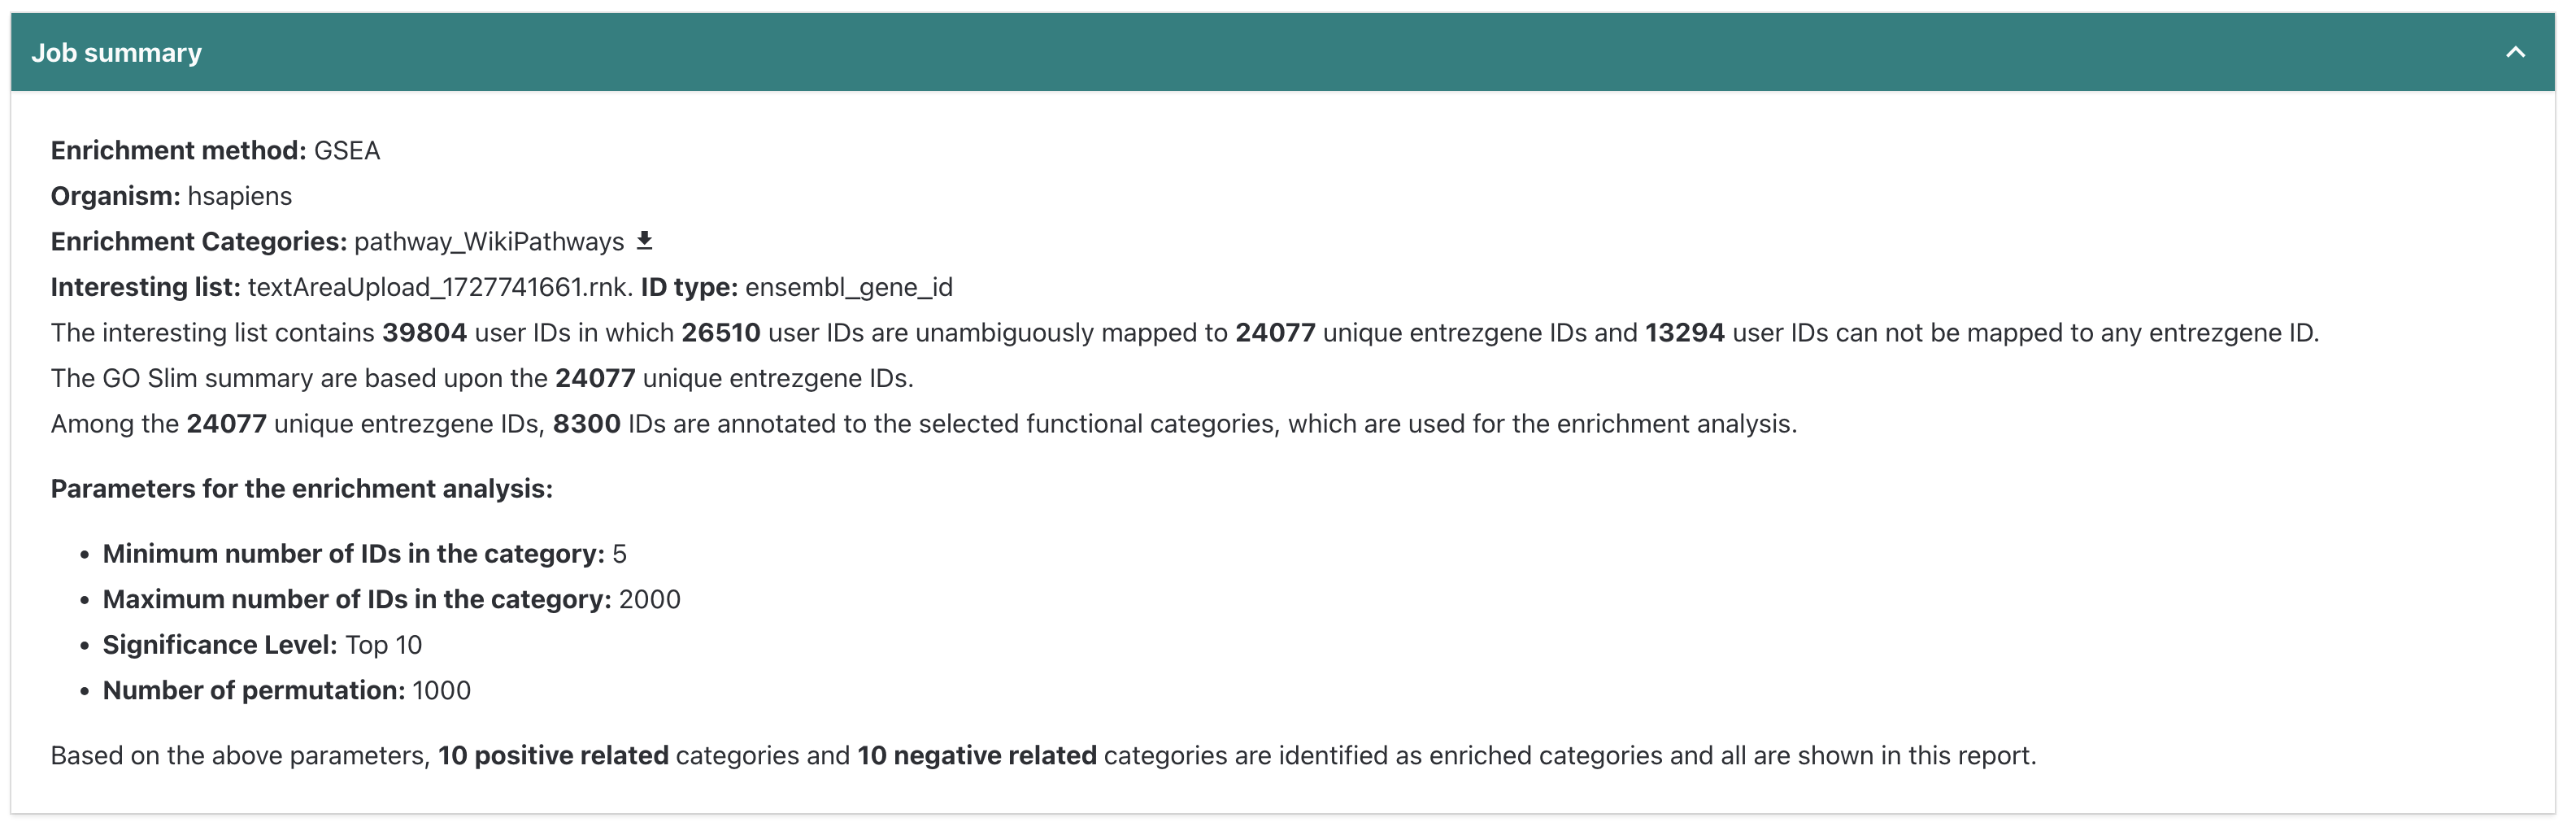 Job summary
Enrichment method: GSEA
Organism: hsapiens
Enrichment Categories: pathway_WikiPathways
Interesting list: textAreaUpload_1727741661.rnk. ID type: ensembl_gene_id
The interesting list contains 39804 user IDs in which 26510 user IDs are unambiguously mapped to 24077 unique entrezgene IDs and 13294 user IDs can not be mapped to any entrezgene ID.
The GO Slim summary are based upon the 24077 unique entrezgene IDs.
Among the 24077 unique entrezgene IDs, 8300 IDs are annotated to the selected functional categories, which are used for the enrichment analysis.
Parameters for the enrichment analysis:
• Minimum number of IDs in the category: 5
• Maximum number of IDs in the category: 2000
• Significance Level: Top 10
• Number of permutation: 1000
Based on the above parameters, 10 positive related categories and 10 negative related categories are identified as enriched categories and all are shown in this report.